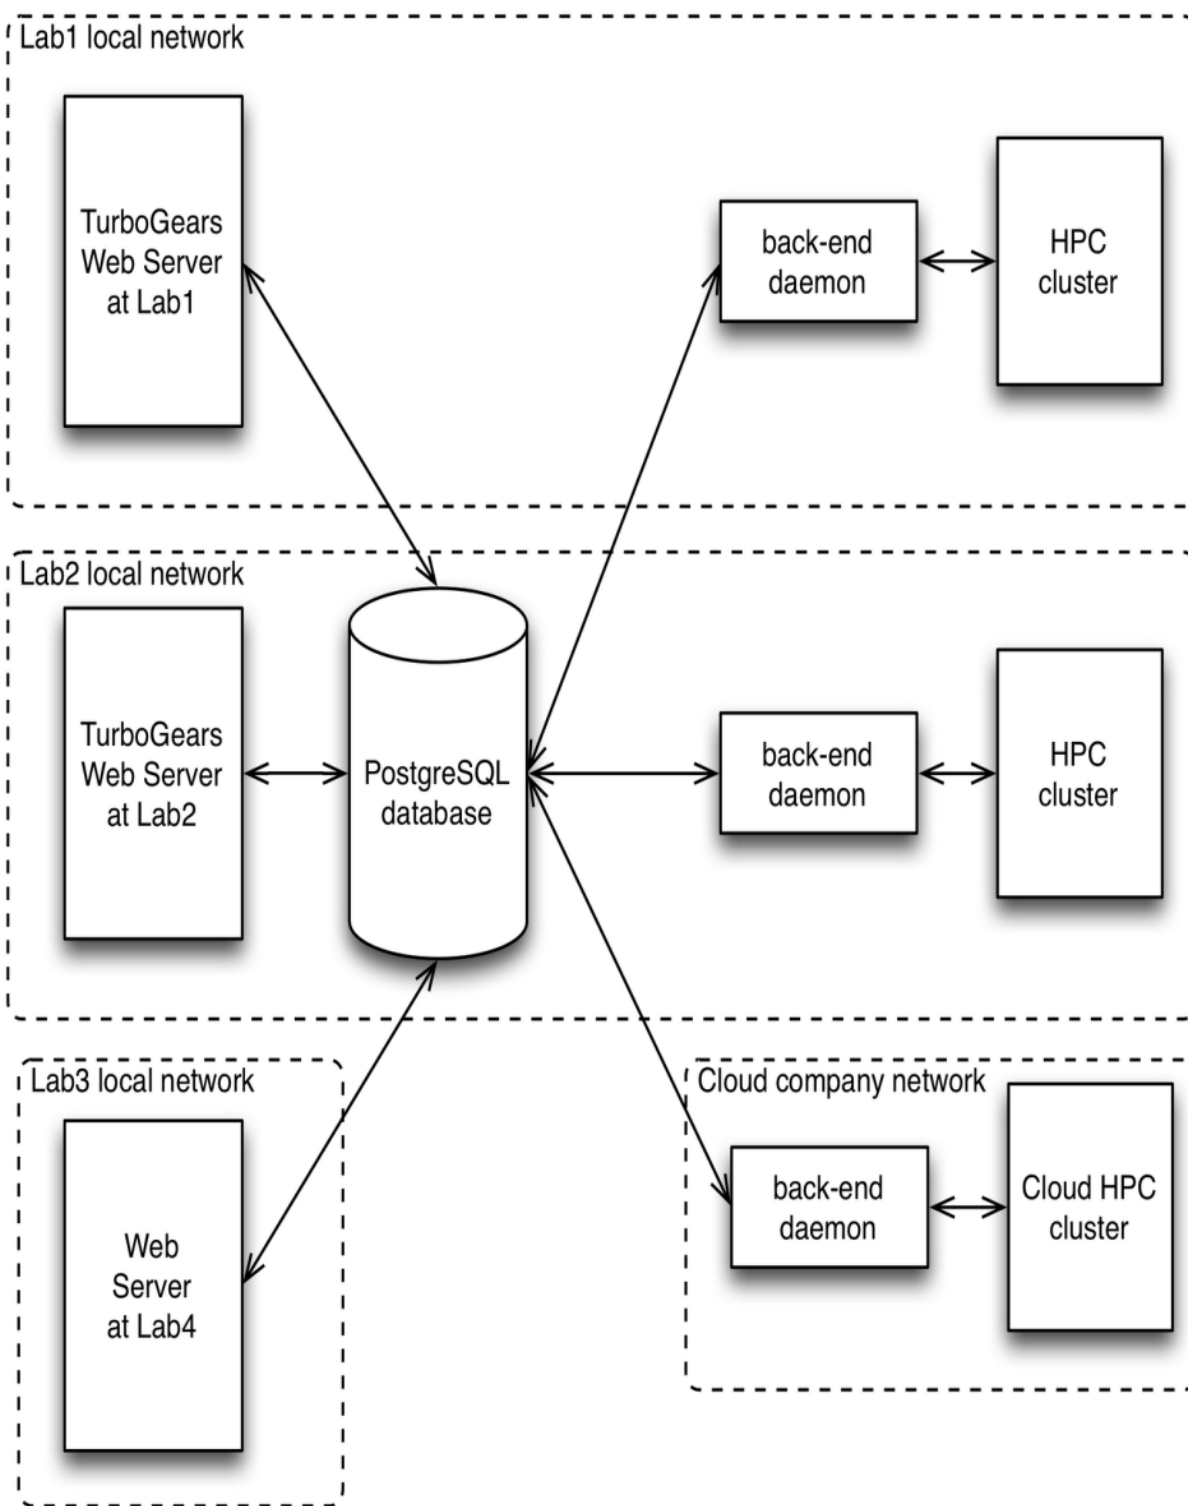 Lab1 local network
TurboGears
Web Server
at Lab1
back-end
daemon
HPC
cluster
Lab2 local network
TurboGears
Web Server
at Lab2
PostgreSQL
database
back-end
daemon
HPC
cluster
Lab3 local network
Web
Server
at Lab4
Cloud company network
back-end
daemon
Cloud HPC
cluster